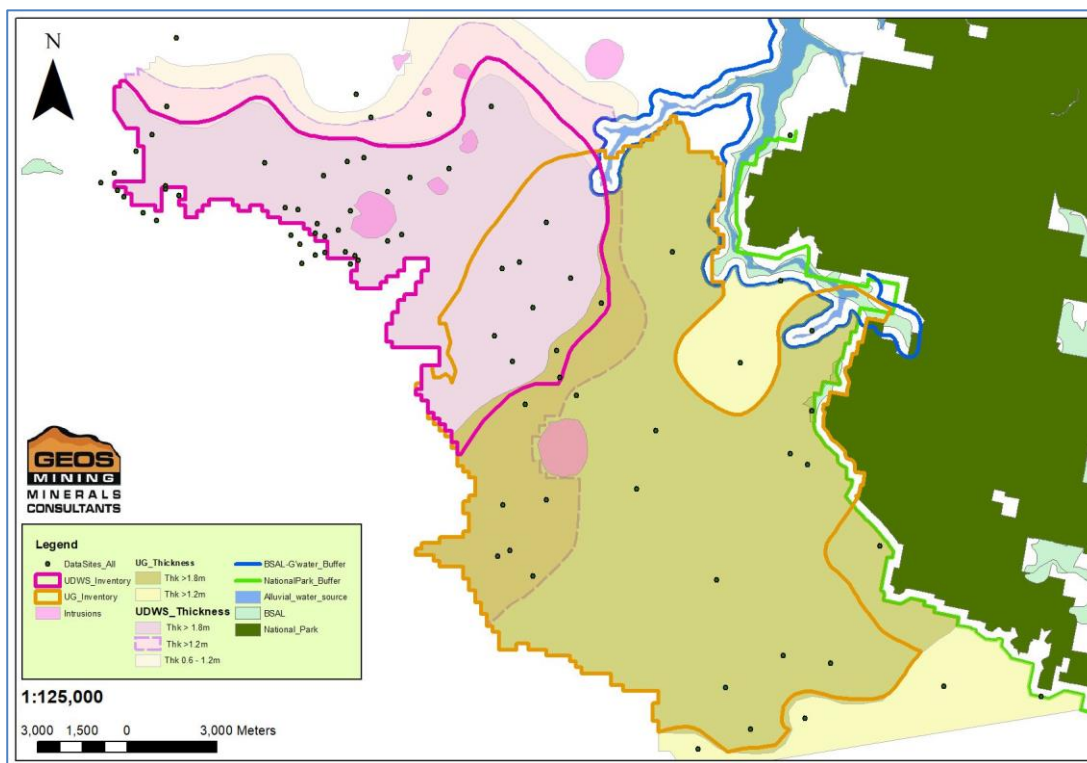 N
GEOS
MINING
MINERALS
CONSULTANTS
Legend
DataSites_All
UDWS_Inventory
UG_Inventory
Intrusions
UG_Thickness
Thk >1.8m
Thk >1.2m
UDWS_Thickness
Thk > 1.8m
Thk >1.2m
Thk 0.6 - 1.2m
BSAL-G'water_Buffer
NationalPark_Buffer
Alluvial_water_source
BSAL
National_Park
1:125,000
3,000 1,500 0 3,000 Meters